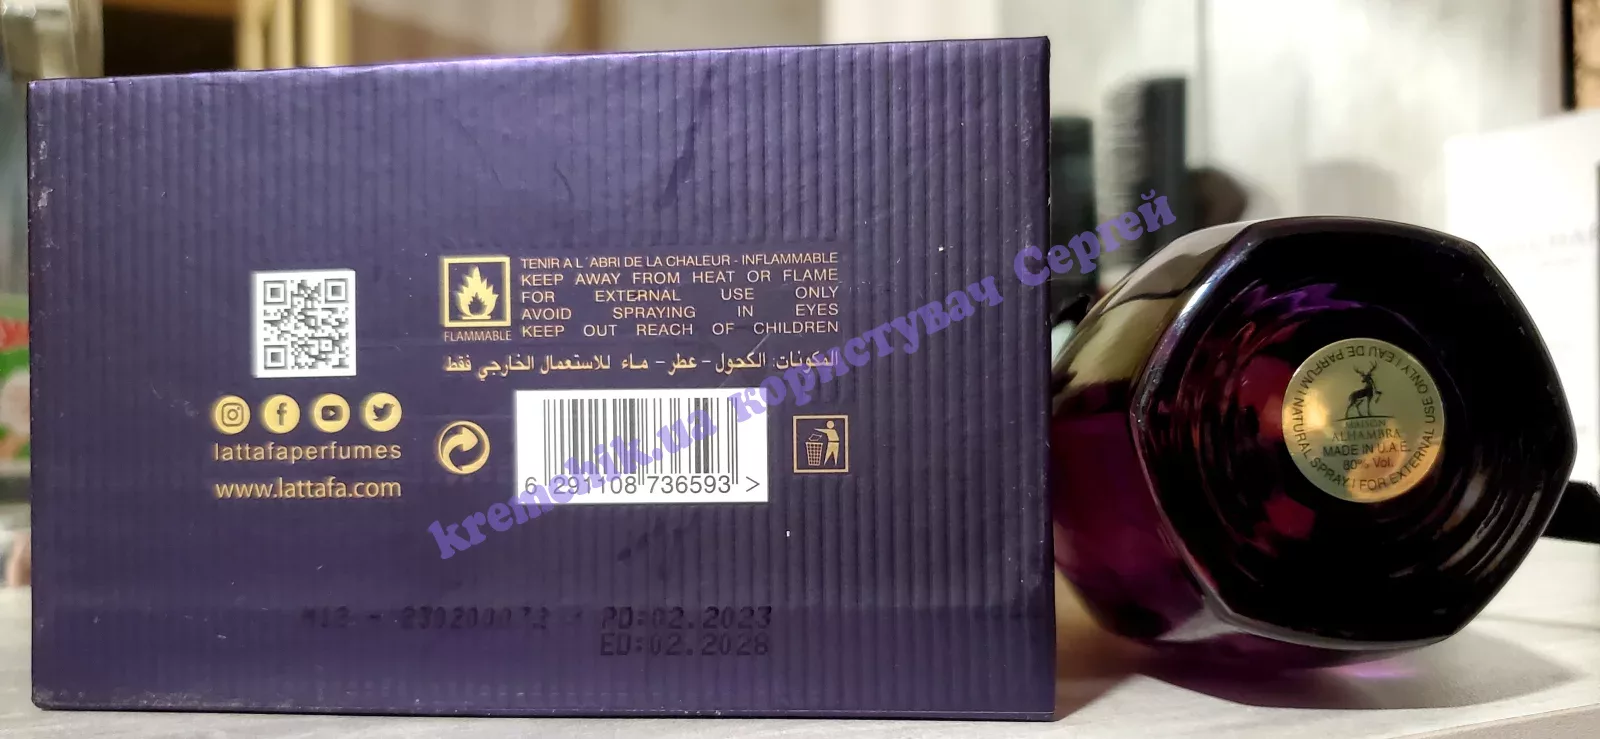 TENIR A L'ABRI DE LA CHALEUR - INFLAMMABLE
KEEP AWAY FROM HEAT OR FLAME
FOR EXTERNAL USE ONLY
AVOID SPRAYING IN EYES
KEEP OUT REACH OF CHILDREN
FLAMMABLE
المكونات: الكحول - عطر - ماء للاستعمال الخارجي فقط
lattafaperfumes
www.lattafa.com
6 291108 736593 >
PD:02.2023
ED:02.2028
kremchik.ua Користувач Сергей
MAISON
ALHAMBRA
MADE IN U.A.E.
80% Vol.
EAU DE PARFUM / NATURAL SPRAY / FOR EXTERNAL USE ONLY /